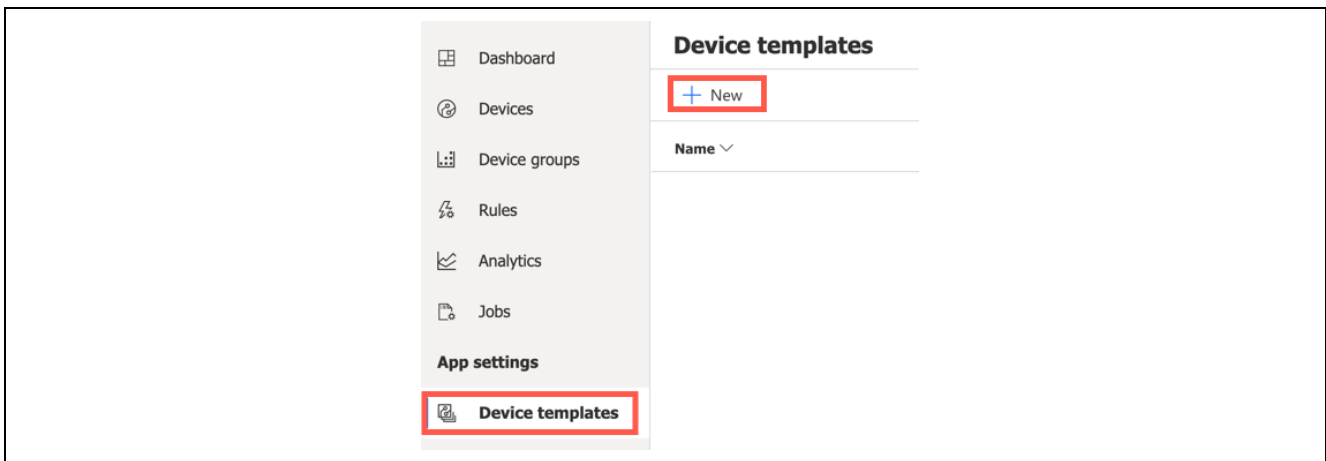 Dashboard
Devices
Device groups
Rules
Analytics
Jobs
App settings
Device templates
Device templates
New
Name